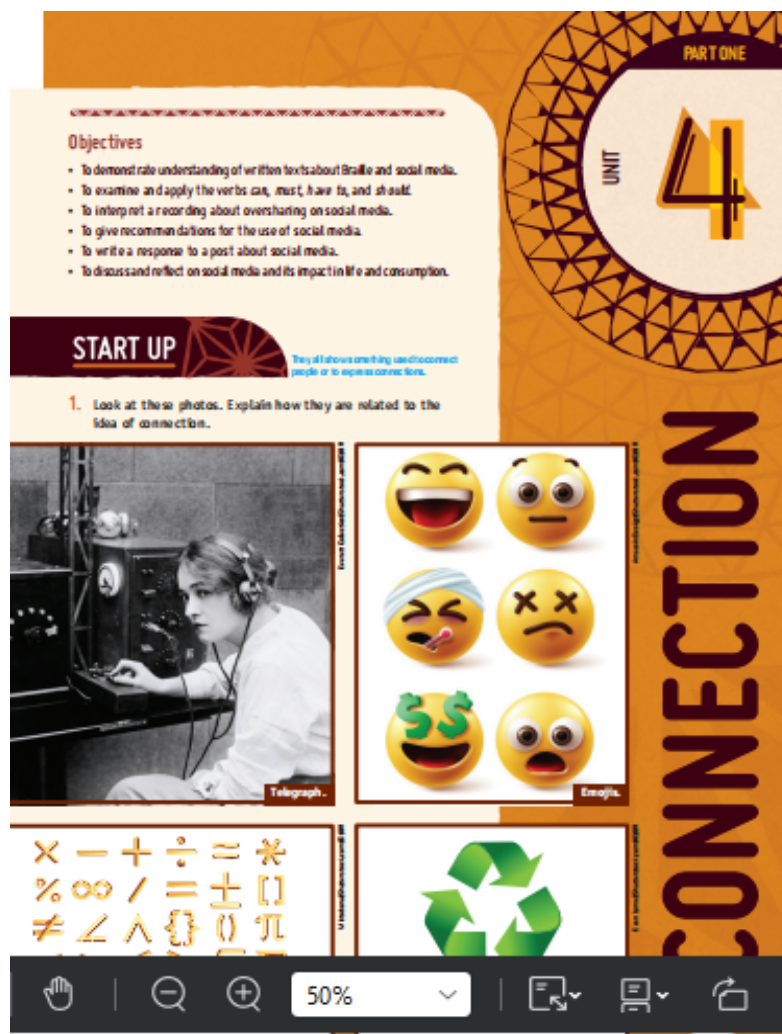 PART ONE
UNIT
4
Objectives
• To demonstrate understanding of written texts about Braille and social media.
• To examine and apply the verbs can, must, have to, and should.
• To interpret a recording about oversharing on social media.
• To give recommendations for the use of social media.
• To write a response to a post about social media.
• To discuss and reflect on social media and its impact in life and consumption.
START UP
They all show something used to connect
people or to express connections.
1. Look at these photos. Explain how they are related to the
idea of connection.
CONNECTION
Telegraph.
Emojis.
× − + ÷ ≈ *
% ∞ / = ± []
≠ ∠ ∧ {} () π
50%